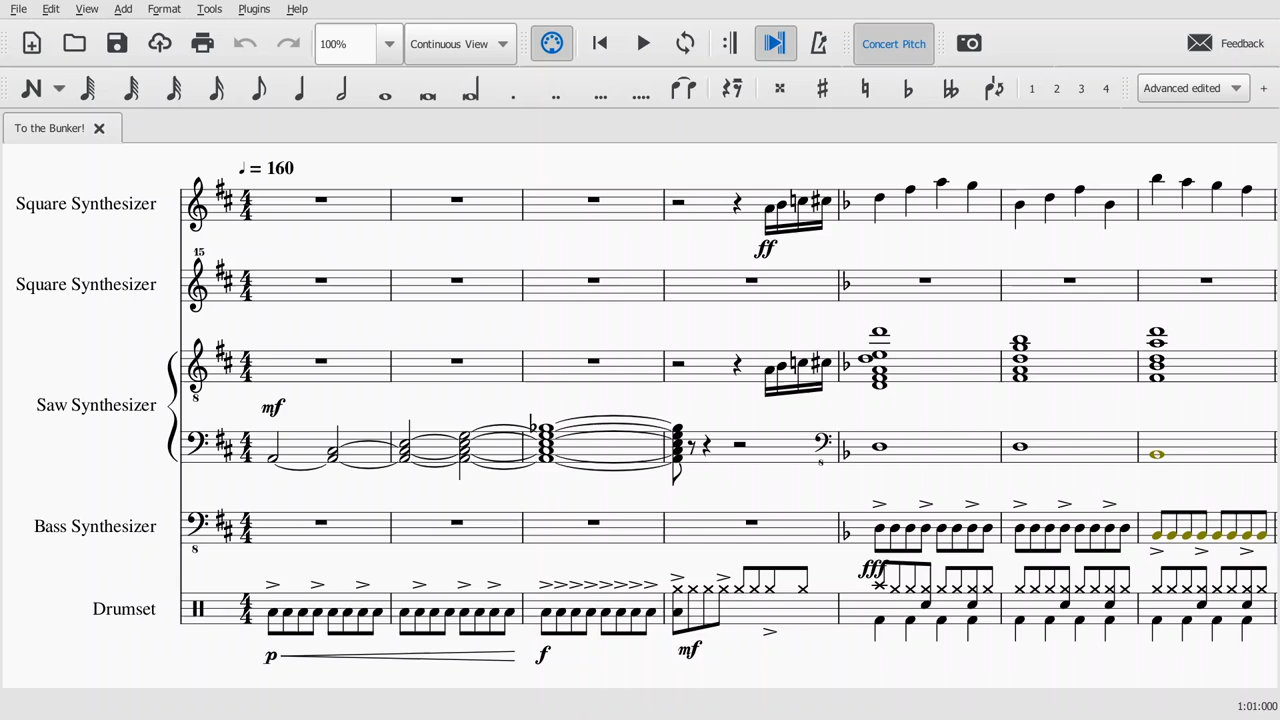 File Edit View Add Format Tools Plugins Help
100% Continuous View Concert Pitch Feedback
1 2 3 4 Advanced edited +
To the Bunker!
♩ = 160
Square Synthesizer
ff
15
Square Synthesizer
8
Saw Synthesizer
mf
8
Bass Synthesizer
8
fff
Drumset
p f mf
1:01:000